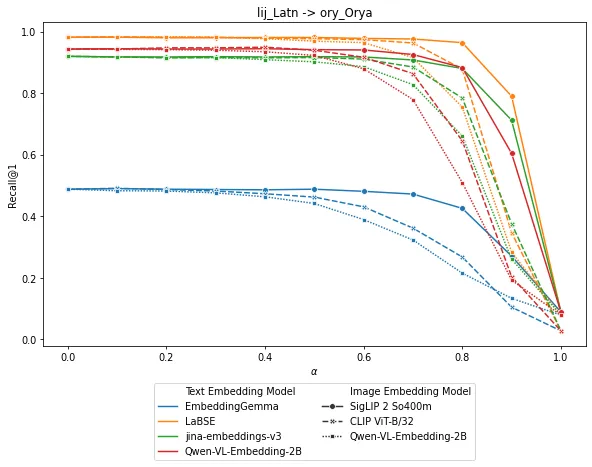 lij_Latn -> ory_Orya
Recall@1
1.0
0.8
0.6
0.4
0.2
0.0
0.0 0.2 0.4 0.6 0.8 1.0
α
Text Embedding Model
EmbeddingGemma
LaBSE
jina-embeddings-v3
Qwen-VL-Embedding-2B
Image Embedding Model
SigLIP 2 So400m
CLIP ViT-B/32
Qwen-VL-Embedding-2B